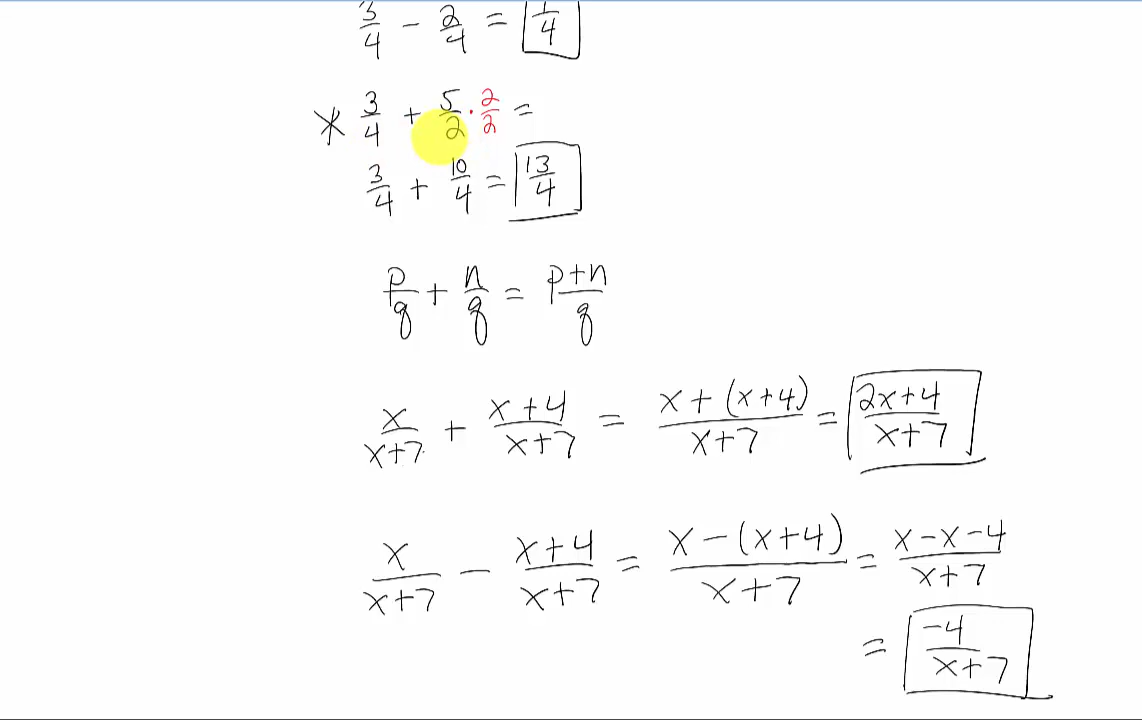 3/4 - 2/4 = 1/4
* 3/4 + 5/2 · 2/2 =
3/4 + 10/4 = 13/4
p/q + n/q = p+n/q
x/x+7 + x+4/x+7 = x+(x+4)/x+7 = 2x+4/x+7
x/x+7 - x+4/x+7 = x-(x+4)/x+7 = x-x-4/x+7
= -4/x+7